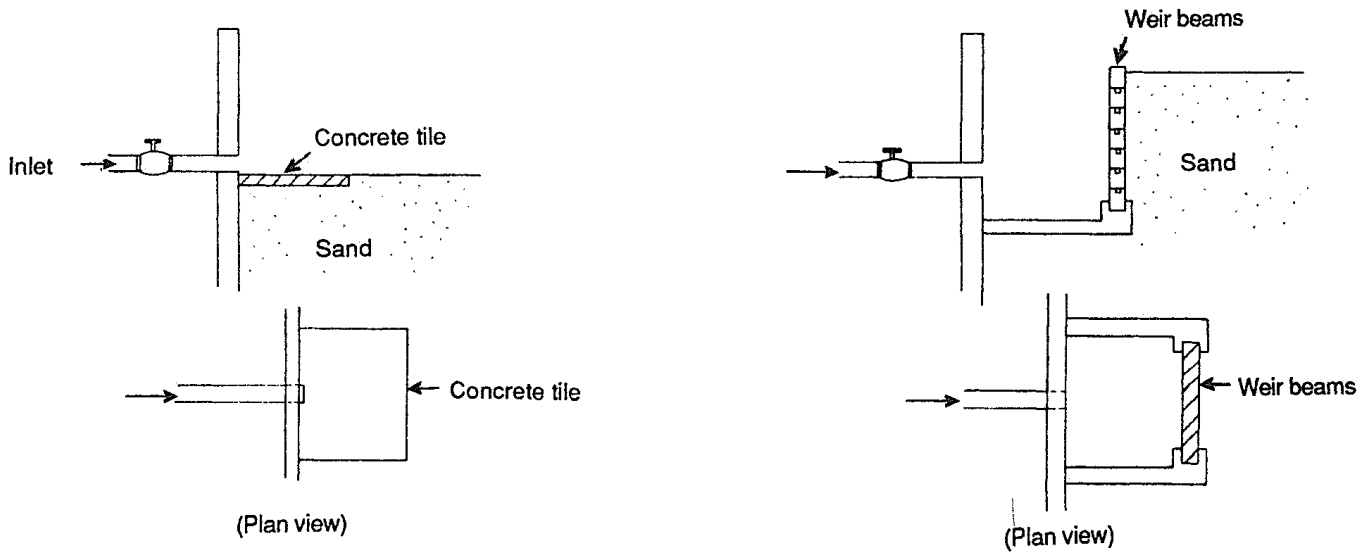 Inlet
Concrete tile
Sand
Concrete tile
(Plan view)
Weir beams
Sand
Weir beams
(Plan view)